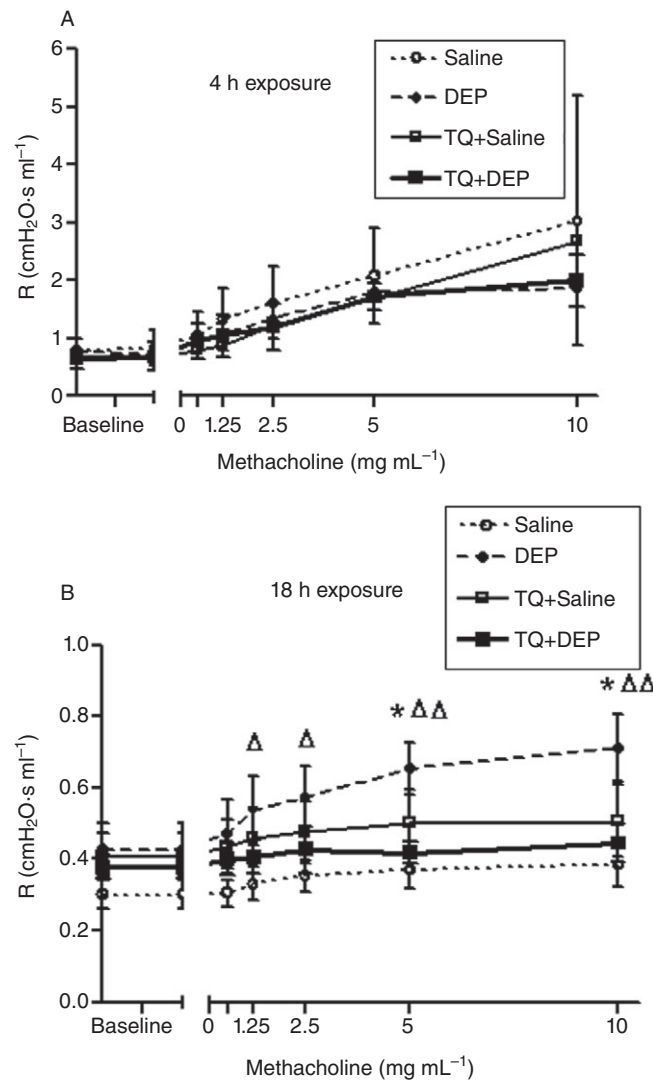 A
6
5
4
3
2
1
0
R (cmH₂O·s ml⁻¹)
4 h exposure
Saline
DEP
TQ+Saline
TQ+DEP
Baseline
0 1.25 2.5 5 10
Methacholine (mg mL⁻¹)
B
1.0
0.8
0.6
0.4
0.2
0.0
R (cmH₂O·s ml⁻¹)
18 h exposure
Saline
DEP
TQ+Saline
TQ+DEP
Δ Δ * Δ Δ * Δ Δ
Baseline
0 1.25 2.5 5 10
Methacholine (mg mL⁻¹)